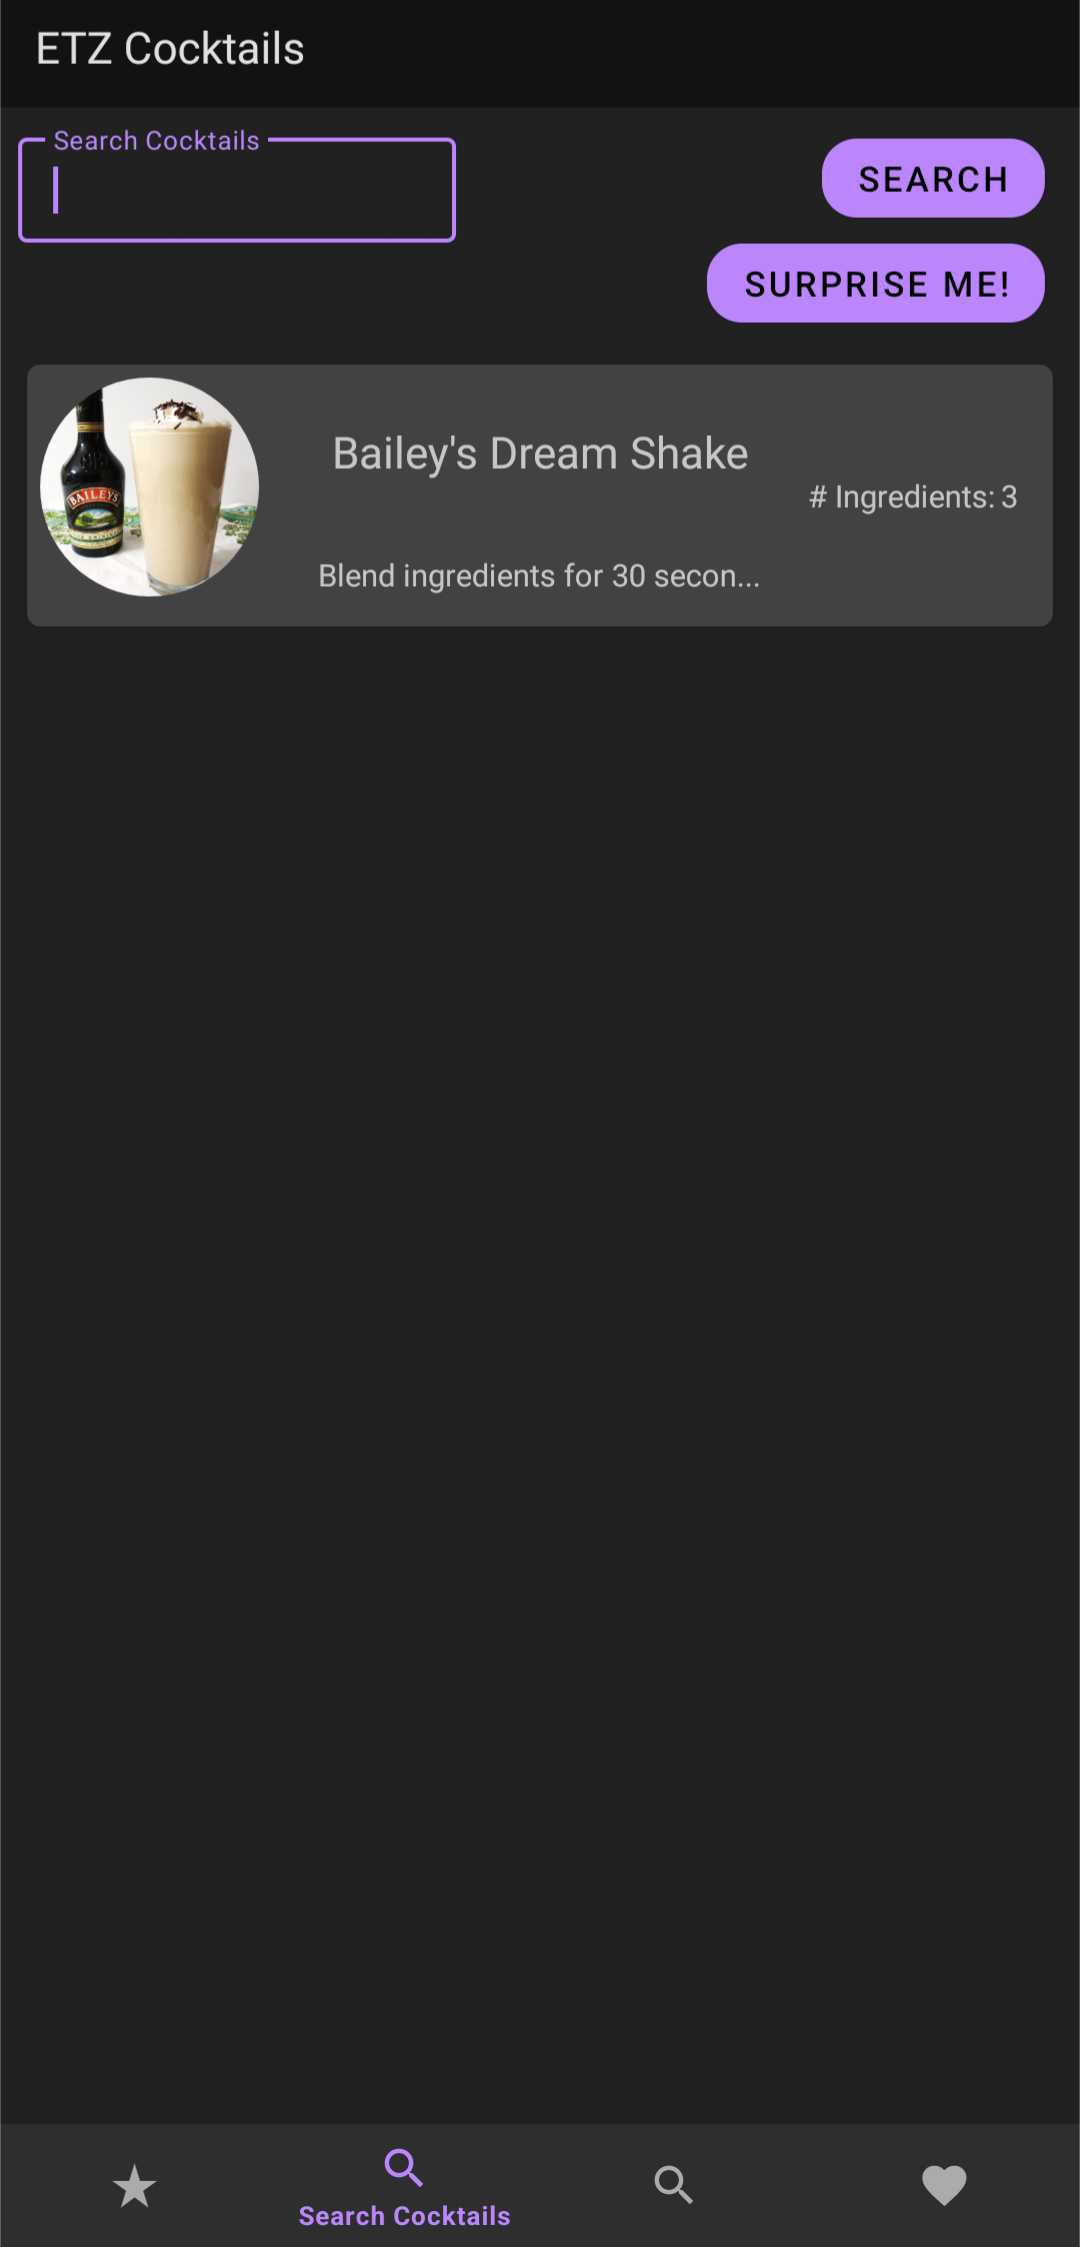 ETZ Cocktails
Search Cocktails
SEARCH
SURPRISE ME!
BAILEYS
Bailey's Dream Shake
# Ingredients: 3
Blend ingredients for 30 secon...
Search Cocktails